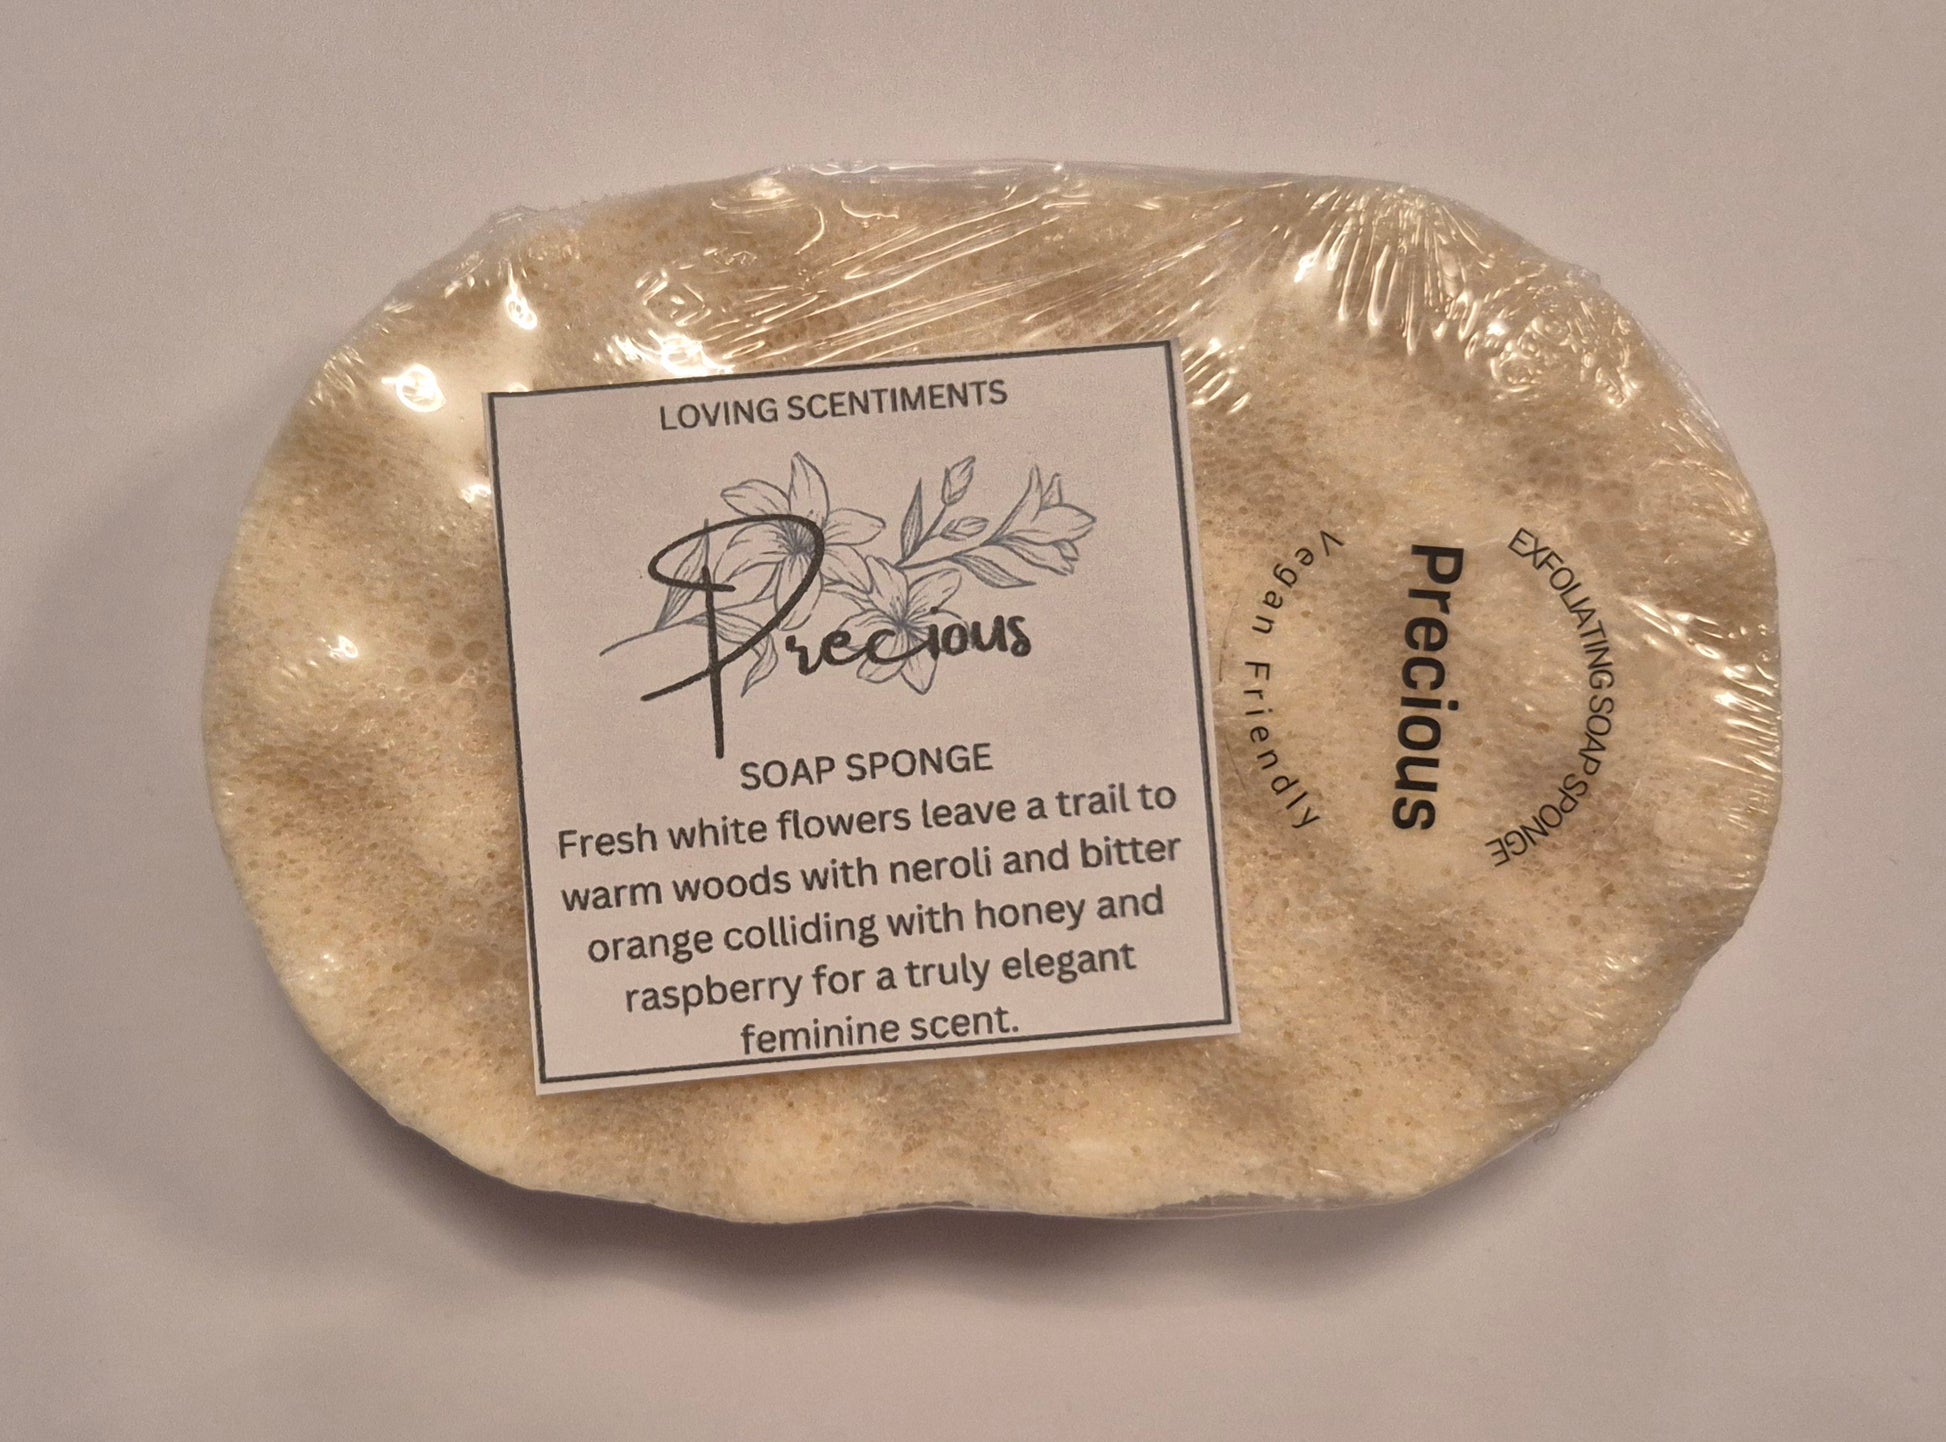 LOVING SCENTIMENTS
Precious
SOAP SPONGE
Fresh white flowers leave a trail to
warm woods with neroli and bitter
orange colliding with honey and
raspberry for a truly elegant
feminine scent.
EXFOLIATING SOAP SPONGE
Precious
Vegan Friendly